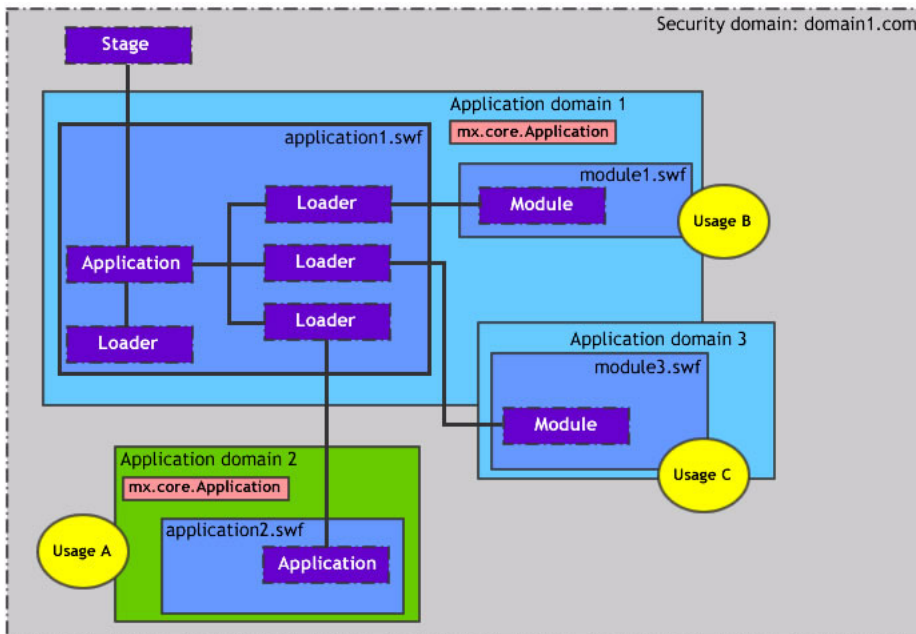 Security domain: domain1.com
Stage
Application domain 1
mx.core.Application
application1.swf
module1.swf
Loader
Module
Usage B
Application
Loader
Loader
Loader
Application domain 3
module3.swf
Module
Usage C
Application domain 2
mx.core.Application
application2.swf
Usage A
Application